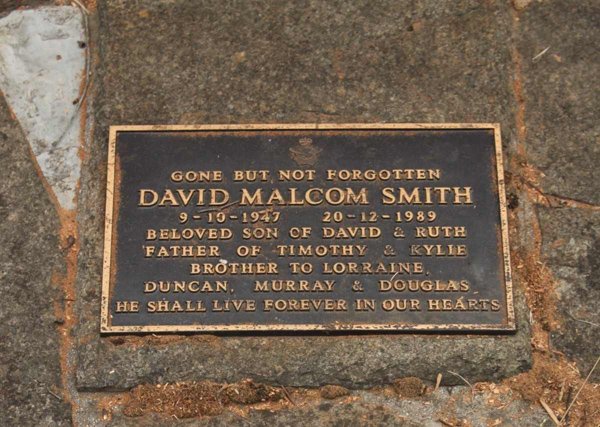 GONE BUT NOT FORGOTTEN
DAVID MALCOM SMITH
9-10-1947 20-12-1989
BELOVED SON OF DAVID & RUTH
FATHER OF TIMOTHY & KYLIE
BROTHER TO LORRAINE,
DUNCAN, MURRAY & DOUGLAS
HE SHALL LIVE FOREVER IN OUR HEARTS